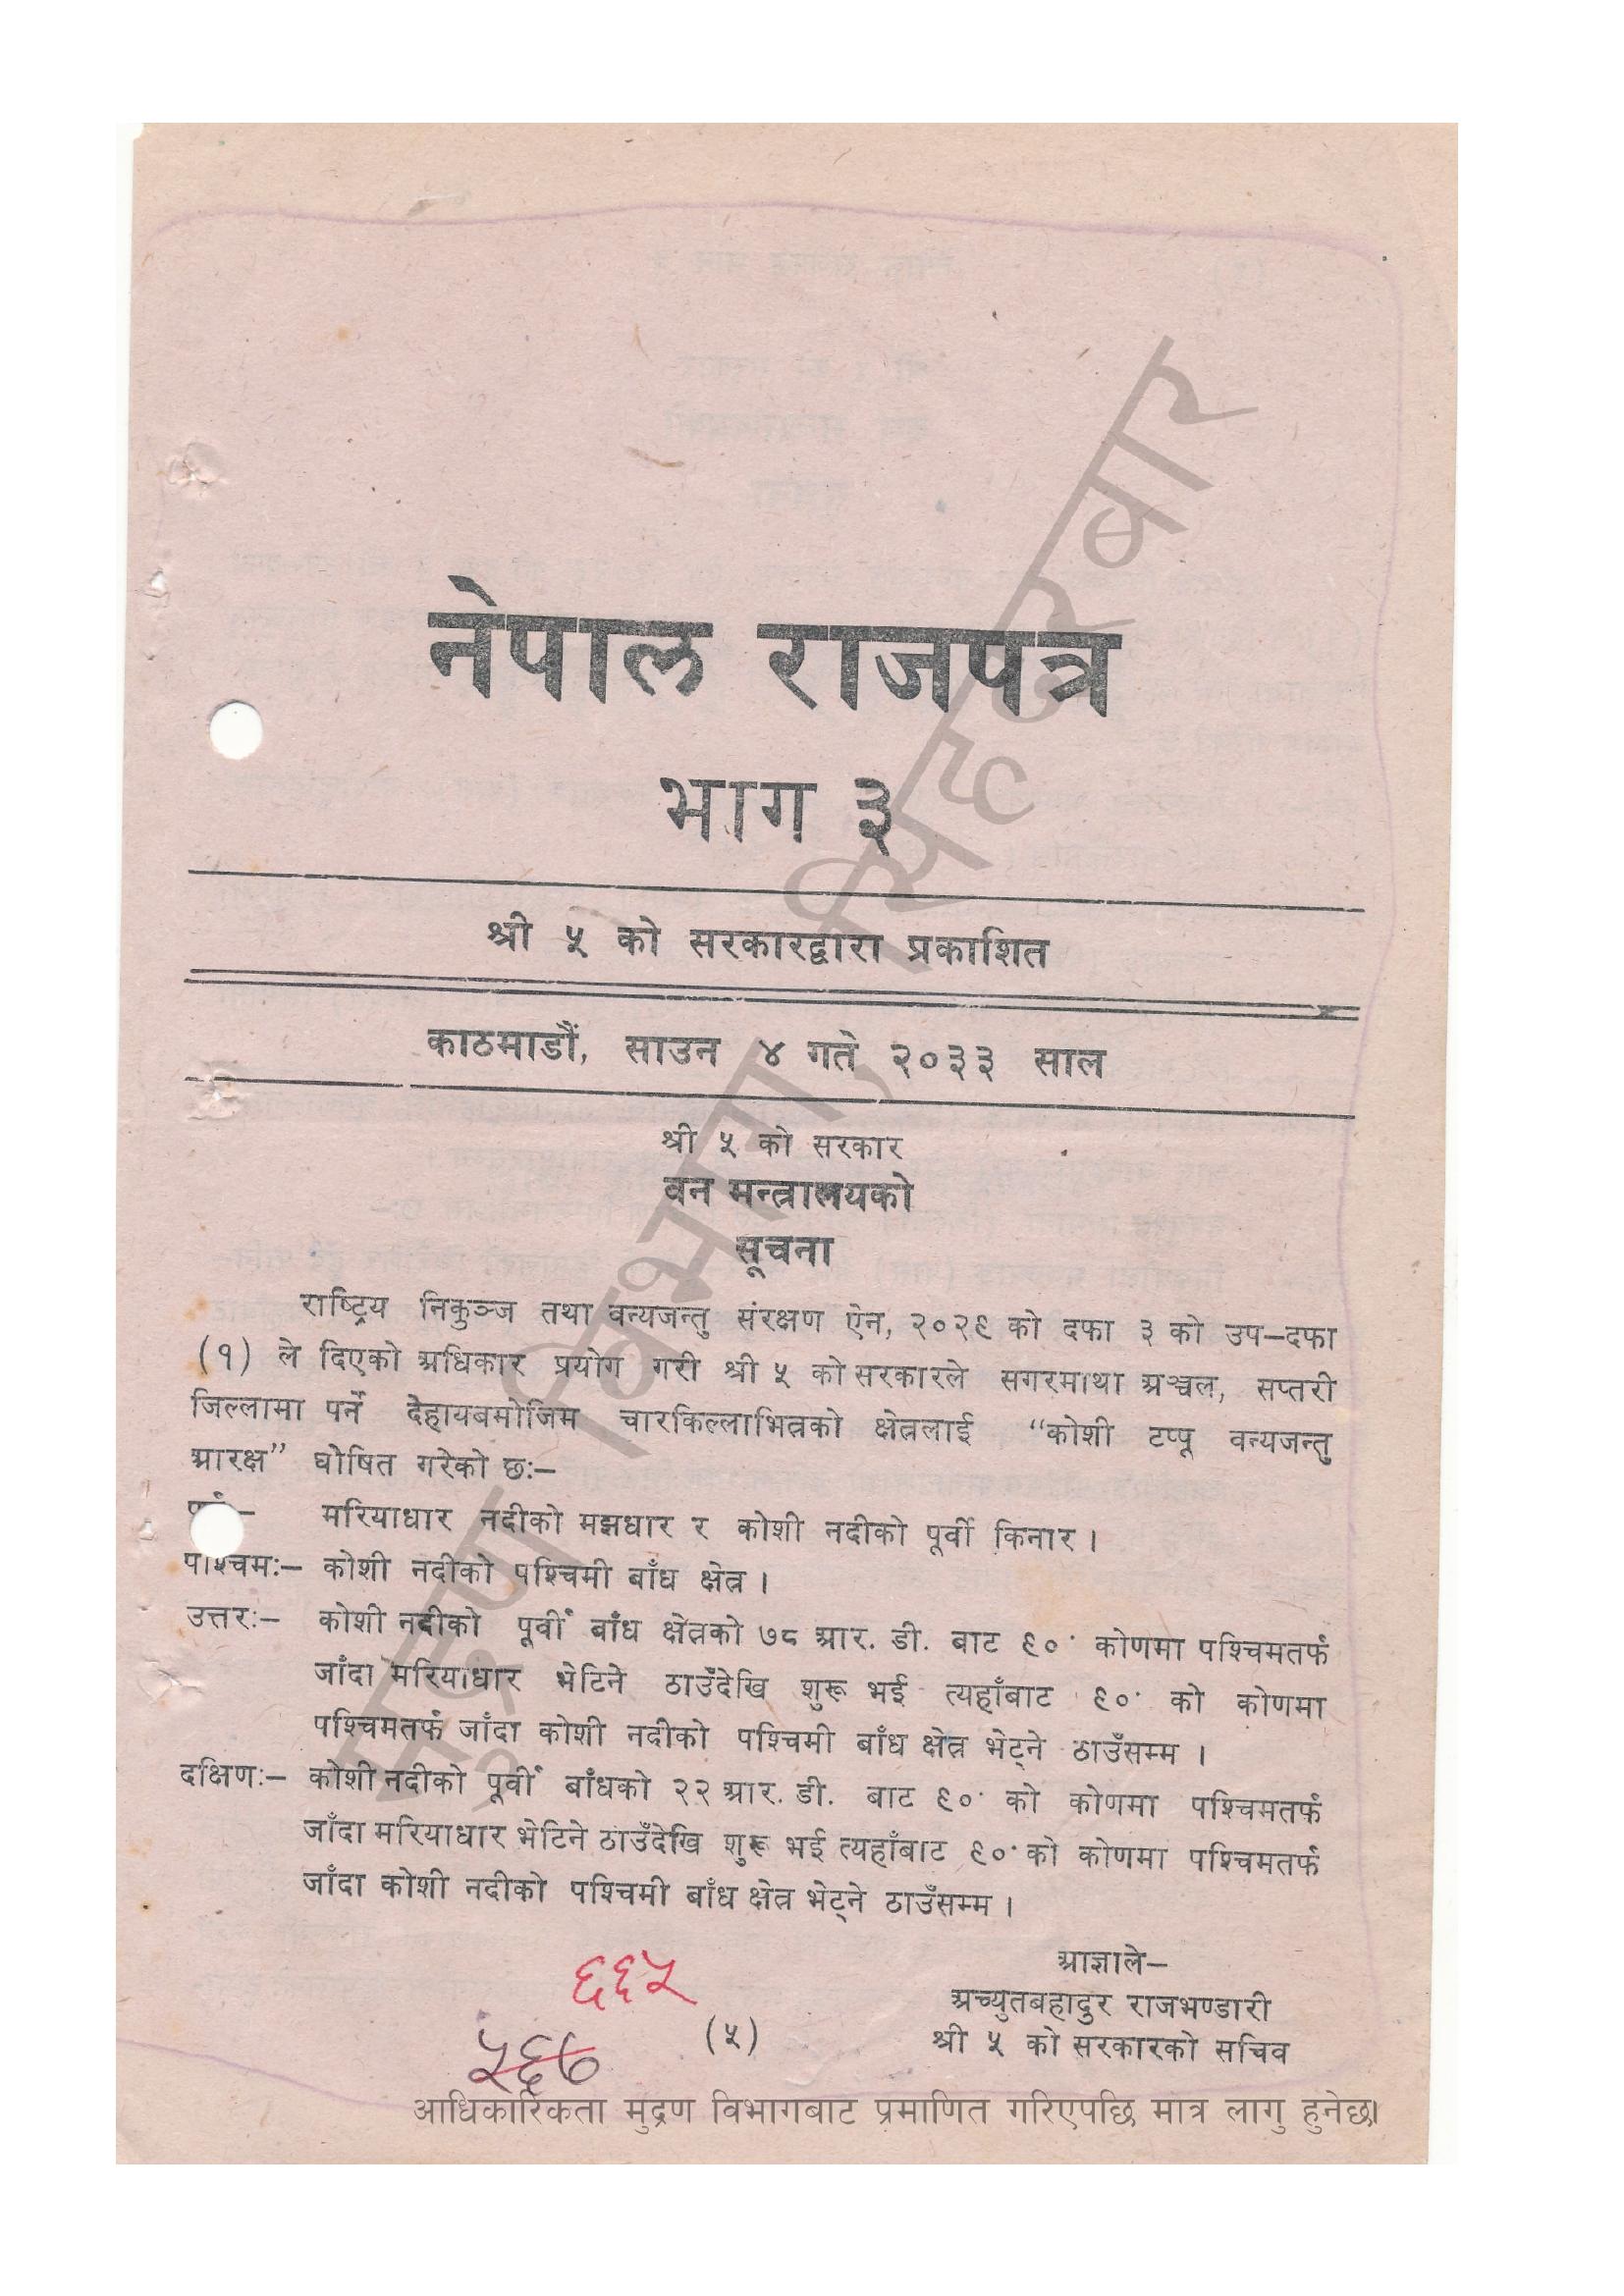 नेपाल राजपत्र
भाग ३
श्री ५ को सरकारद्वारा प्रकाशित
काठमाडौं, साउन ४ गते २०३३ साल
श्री ५ को सरकार
वन मन्त्रालयको
सूचना
राष्ट्रिय निकुञ्ज तथा वन्यजन्तु संरक्षण ऐन, २०२९ को दफा ३ को उप–दफा
(१) ले दिएको अधिकार प्रयोग गरी श्री ५ को सरकारले सगरमाथा अञ्चल, सप्तरी
जिल्लामा पर्ने देहायबमोजिम चारकिल्लाभित्रको क्षेत्रलाई “कोशी टप्पू वन्यजन्तु
आरक्ष” घोषित गरेको छः–
मरियाधार नदीको मझधार र कोशी नदीको पूर्वी किनार ।
पश्चिमः– कोशी नदीको पश्चिमी बाँध क्षेत्र ।
उत्तरः– कोशी नदीको पूर्वी बाँध क्षेत्रको ७८ आर. डी. बाट ९०° कोणमा पश्चिमतर्फ
जाँदा मरियाधार भेटिने ठाउँदेखि शुरू भई त्यहाँबाट ९०° को कोणमा
पश्चिमतर्फ जाँदा कोशी नदीको पश्चिमी बाँध क्षेत्र भेट्ने ठाउँसम्म ।
दक्षिणः– कोशी नदीको पूर्वी बाँधको २२ आर. डी. बाट ९०° को कोणमा पश्चिमतर्फ
जाँदा मरियाधार भेटिने ठाउँदेखि शुरू भई त्यहाँबाट ९०° को कोणमा पश्चिमतर्फ
जाँदा कोशी नदीको पश्चिमी बाँध क्षेत्र भेट्ने ठाउँसम्म ।
आज्ञाले–
अच्युतबहादुर राजभण्डारी
श्री ५ को सरकारको सचिव
६६५
५६७
(५)
आधिकारिकता मुद्रण विभागबाट प्रमाणित गरिएपछि मात्र लागु हुनेछ।
मुद्रण विभाग, सिंहदरबार